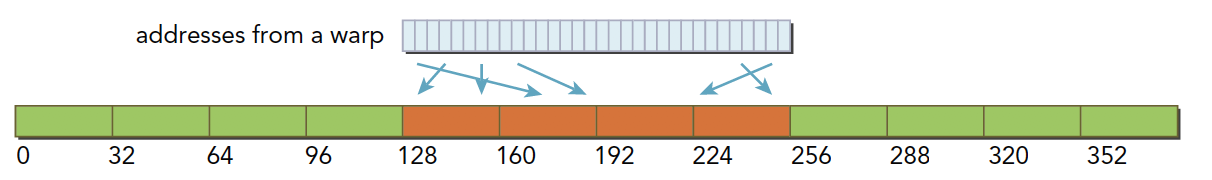 addresses from a warp
0 32 64 96 128 160 192 224 256 288 320 352